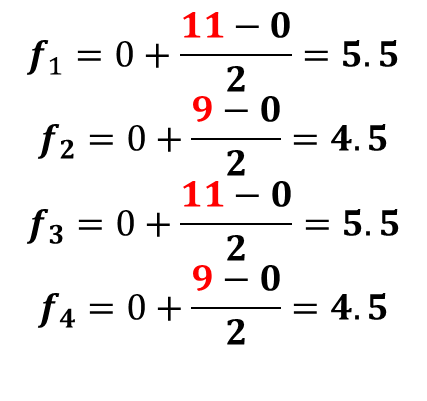 f₁ = 0 + (11 − 0)/2 = 5.5
f₂ = 0 + (9 − 0)/2 = 4.5
f₃ = 0 + (11 − 0)/2 = 5.5
f₄ = 0 + (9 − 0)/2 = 4.5